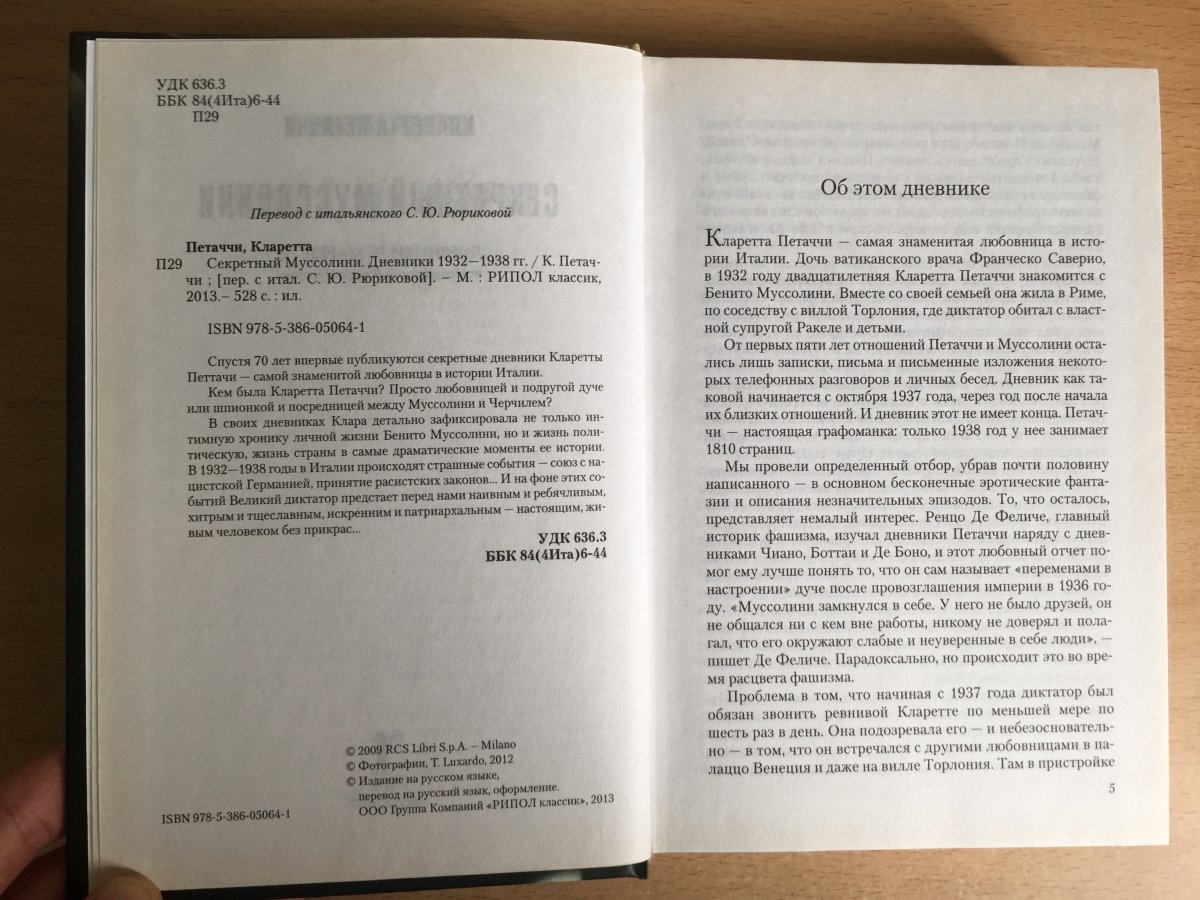 УДК 636.3
ББК 84(4Ита)6-44
П29
Перевод с итальянского С. Ю. Рюриковой
Петаччи, Кларетта
П29 Секретный Муссолини. Дневники 1932—1938 гг. / К. Петач-
чи ; [пер. с итал. С. Ю. Рюриковой]. – М. : РИПОЛ классик,
2013.– 528 с. : ил.
ISBN 978-5-386-05064-1
Спустя 70 лет впервые публикуются секретные дневники Кларетты
Петтачи — самой знаменитой любовницы в истории Италии.
Кем была Кларетта Петаччи? Просто любовницей и подругой дуче
или шпионкой и посредницей между Муссолини и Черчилем?
В своих дневниках Клара детально зафиксировала не только ин-
тимную хронику личной жизни Бенито Муссолини, но и жизнь поли-
тическую, жизнь страны в самые драматические моменты ее истории.
В 1932—1938 годы в Италии происходят страшные события — союз с на-
цистской Германией, принятие расистских законов... И на фоне этих со-
бытий Великий диктатор предстает перед нами наивным и ребячливым,
хитрым и тщеславным, искренним и патриархальным — настоящим, жи-
вым человеком без прикрас...
УДК 636.3
ББК 84(4Ита)6-44
© 2009 RCS Libri S.p.A. – Milano
© Фотографии, T. Luxardo, 2012
© Издание на русском языке,
перевод на русский язык, оформление.
ООО Группа Компаний «РИПОЛ классик», 2013
ISBN 978-5-386-05064-1
Об этом дневнике
Кларетта Петаччи — самая знаменитая любовница в исто-
рии Италии. Дочь ватиканского врача Франческо Саверио,
в 1932 году двадцатилетняя Кларетта Петаччи знакомится с
Бенито Муссолини. Вместе со своей семьей она жила в Риме,
по соседству с виллой Торлония, где диктатор обитал с власт-
ной супругой Ракеле и детьми.
От первых пяти лет отношений Петаччи и Муссолини оста-
лись лишь записки, письма и письменные изложения некото-
рых телефонных разговоров и личных бесед. Дневник как та-
ковой начинается с октября 1937 года, через год после начала
их близких отношений. И дневник этот не имеет конца. Петач-
чи — настоящая графоманка: только 1938 год у нее занимает
1810 страниц.
Мы провели определенный отбор, убрав почти половину
написанного — в основном бесконечные эротические фанта-
зии и описания незначительных эпизодов. То, что осталось,
представляет немалый интерес. Ренцо Де Феличе, главный
историк фашизма, изучал дневники Петаччи наряду с днев-
никами Чиано, Боттаи и Де Боно, и этот любовный отчет по-
мог ему лучше понять то, что он сам называет «переменами в
настроении» дуче после провозглашения империи в 1936 го-
ду. «Муссолини замкнулся в себе. У него не было друзей, он
не общался ни с кем вне работы, никому не доверял и пола-
гал, что его окружают слабые и неуверенные в себе люди», —
пишет Де Феличе. Парадоксально, но происходит это во вре-
мя расцвета фашизма.
Проблема в том, что начиная с 1937 года диктатор был
обязан звонить ревнивой Кларетте по меньшей мере по
шесть раз в день. Она подозревала его — и небезосновательно-
но — в том, что он встречался с другими любовницами в па-
лаццо Венеция и даже на вилле Торлония. Там в пристройке
5